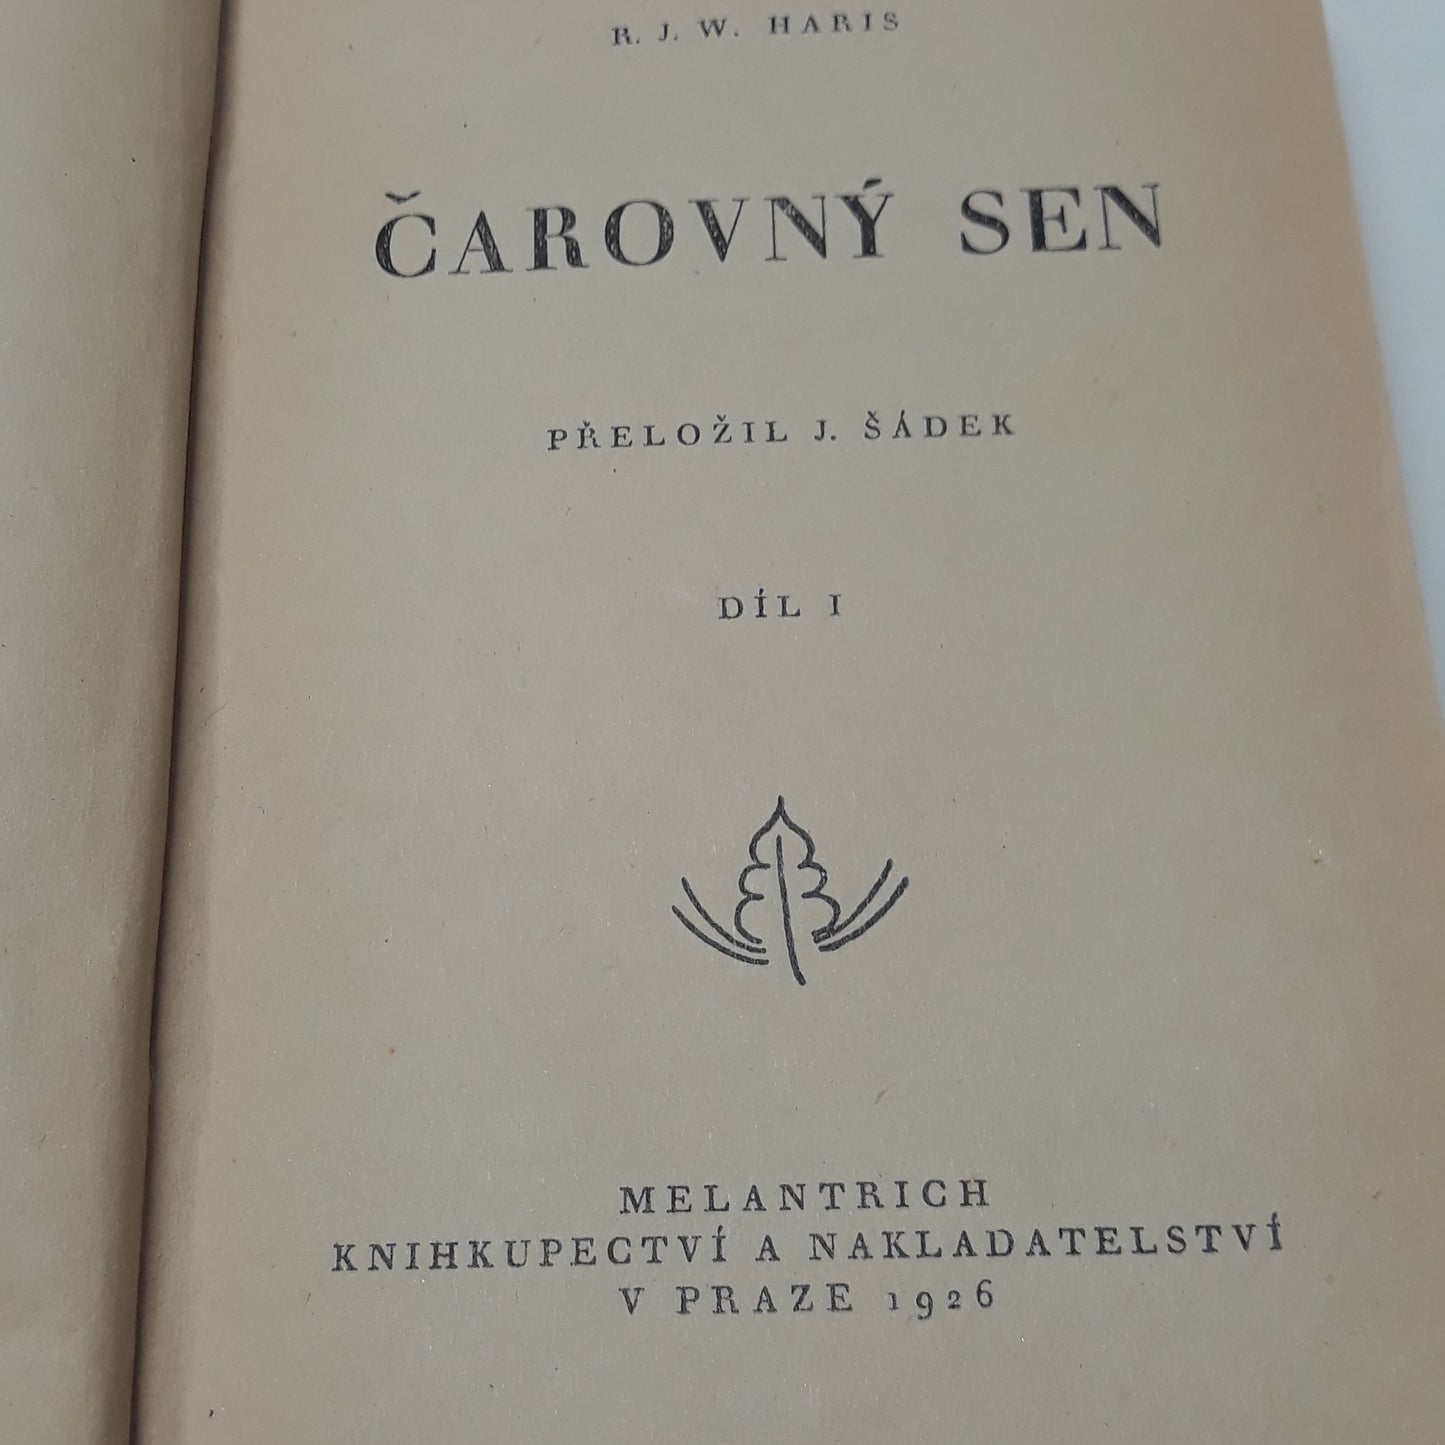 R. J. W. HARIS
ČAROVNÝ SEN
PŘELOŽIL J. ŠÁDEK
DÍL I
MELANTRICH
KNIHKUPECTVÍ A NAKLADATELSTVÍ
V PRAZE 1926